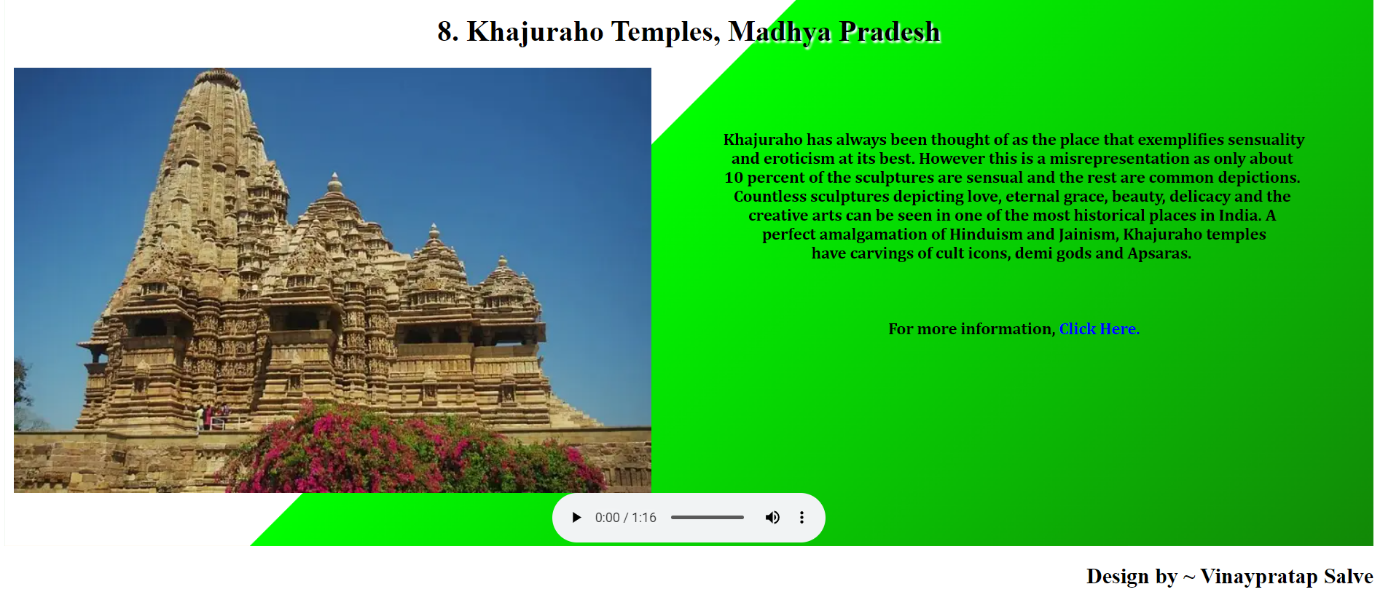 8. Khajuraho Temples, Madhya Pradesh
Khajuraho has always been thought of as the place that exemplifies sensuality
and eroticism at its best. However this is a misrepresentation as only about
10 percent of the sculptures are sensual and the rest are common depictions.
Countless sculptures depicting love, eternal grace, beauty, delicacy and the
creative arts can be seen in one of the most historical places in India. A
perfect amalgamation of Hinduism and Jainism, Khajuraho temples
have carvings of cult icons, demi gods and Apsaras.
For more information, Click Here.
0:00 / 1:16
Design by ~ Vinaypratap Salve